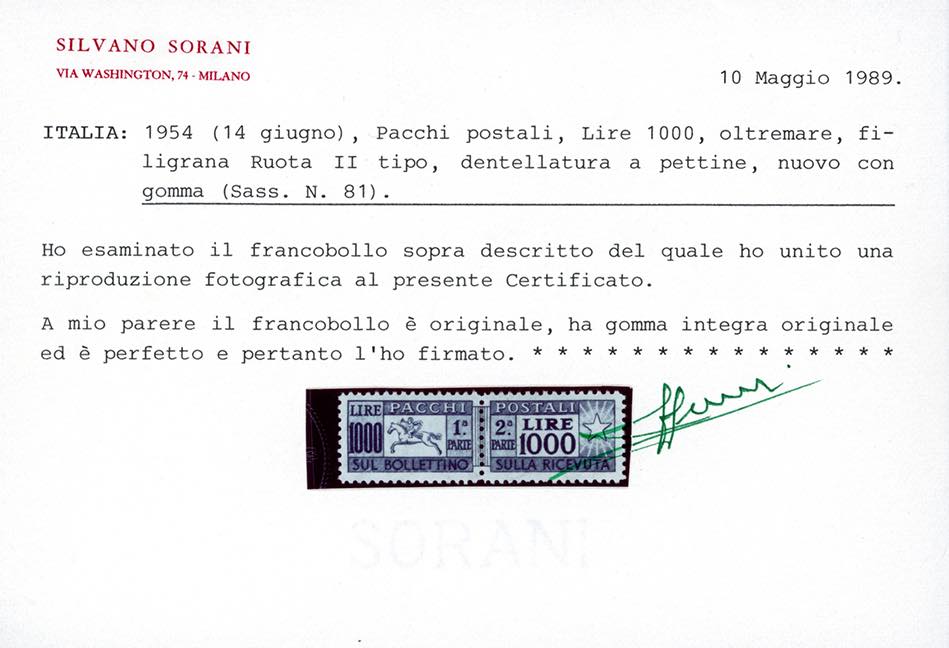 SILVANO SORANI
VIA WASHINGTON, 74 - MILANO
10 Maggio 1989.
ITALIA: 1954 (14 giugno), Pacchi postali, Lire 1000, oltremare, fi-
ligrana Ruota II tipo, dentellatura a pettine, nuovo con
gomma (Sass. N. 81).
Ho esaminato il francobollo sopra descritto del quale ho unito una
riproduzione fotografica al presente Certificato.
A mio parere il francobollo è originale, ha gomma integra originale
ed è perfetto e pertanto l'ho firmato. * * * * * * * * * * * * * * *
LIRE PACCHI POSTALI
1000 1ª PARTE 2ª PARTE LIRE 1000
SUL BOLLETTINO SULLA RICEVUTA
SORANI